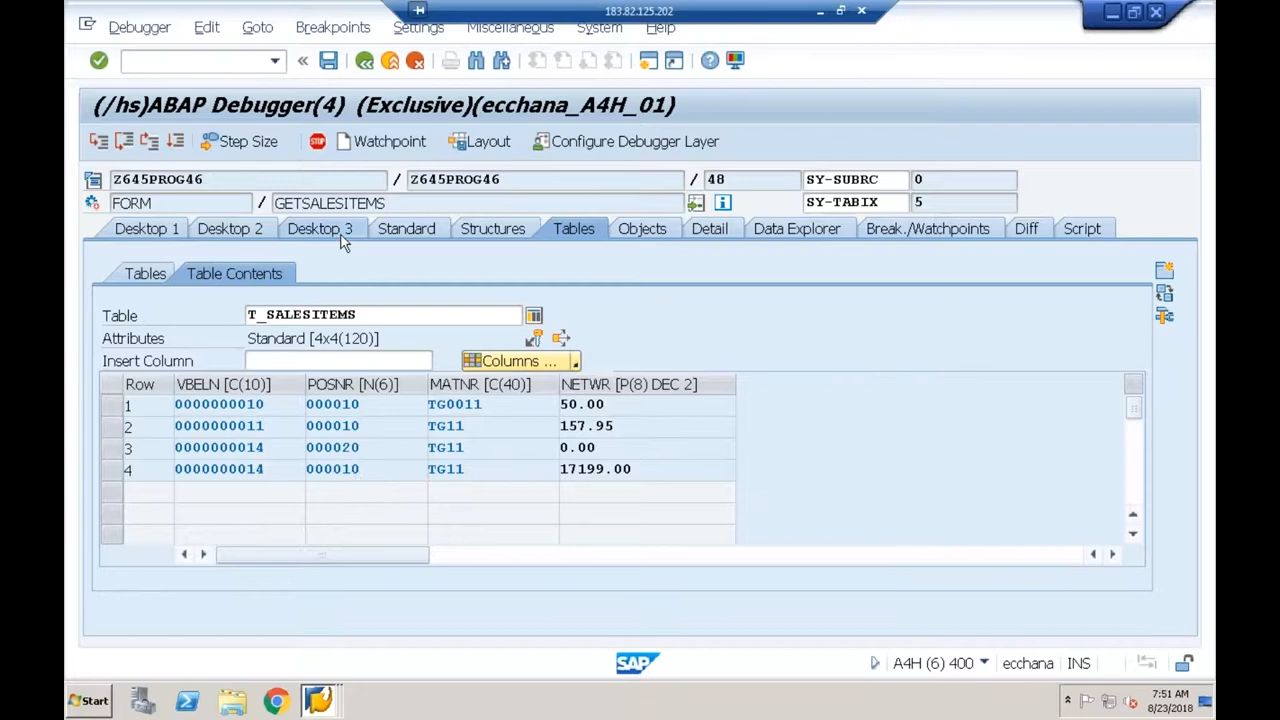 183.82.125.202
Debugger Edit Goto Breakpoints Settings Miscellaneous System Help
(/hs)ABAP Debugger(4) (Exclusive)(ecchana_A4H_01)
Step Size STOP Watchpoint Layout Configure Debugger Layer
Z645PROG46 / Z645PROG46 / 48 SY-SUBRC 0
FORM / GETSALESITEMS SY-TABIX 5
Desktop 1 Desktop 2 Desktop 3 Standard Structures Tables Objects Detail Data Explorer Break./Watchpoints Diff Script
Tables Table Contents
Table T_SALESITEMS
Attributes Standard [4x4(120)]
Insert Column Columns ...
Row VBELN [C(10)] POSNR [N(6)] MATNR [C(40)] NETWR [P(8) DEC 2]
1 0000000010 000010 TG0011 50.00
2 0000000011 000010 TG11 157.95
3 0000000014 000020 TG11 0.00
4 0000000014 000010 TG11 17199.00
SAP A4H (6) 400 ecchana INS
Start 7:51 AM
8/23/2018